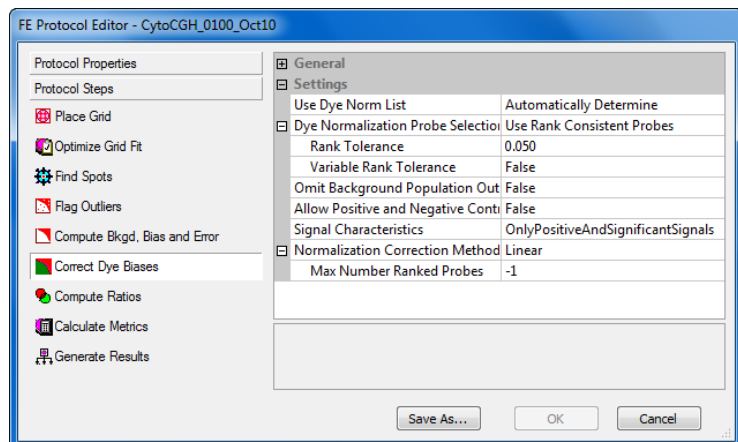 FE Protocol Editor - CytoCGH_0100_Oct10
Protocol Properties
Protocol Steps
Place Grid
Optimize Grid Fit
Find Spots
Flag Outliers
Compute Bkgd, Bias and Error
Correct Dye Biases
Compute Ratios
Calculate Metrics
Generate Results
General
Settings
Use Dye Norm List Automatically Determine
Dye Normalization Probe Selection Use Rank Consistent Probes
Rank Tolerance 0.050
Variable Rank Tolerance False
Omit Background Population Out False
Allow Positive and Negative Contr False
Signal Characteristics OnlyPositiveAndSignificantSignals
Normalization Correction Method Linear
Max Number Ranked Probes -1
Save As...
OK
Cancel